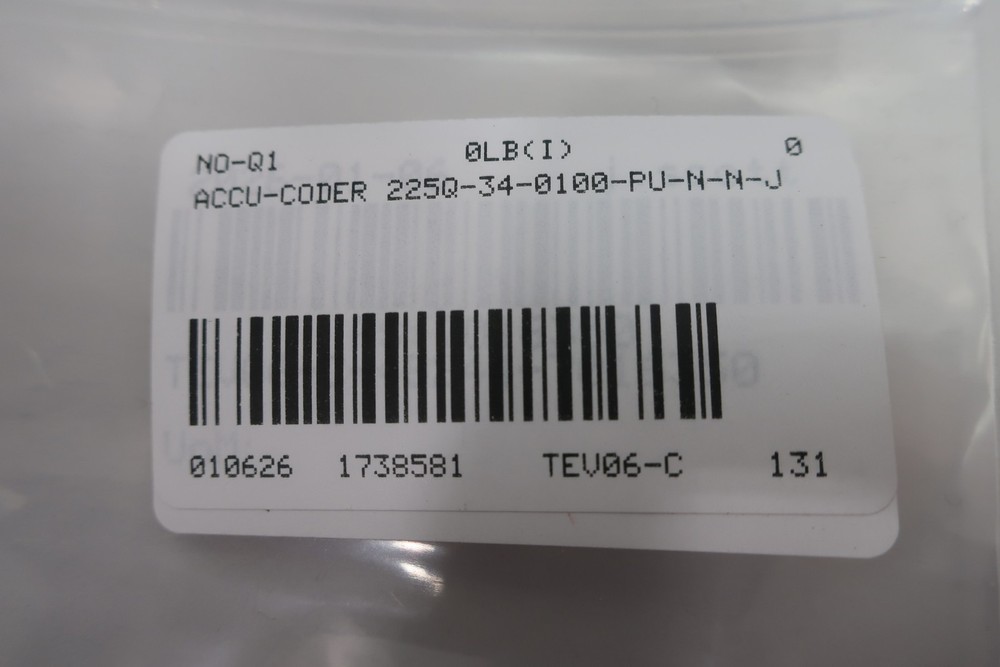 NO-Q1 0LB(I) 0
ACCU-CODER 225Q-34-0100-PU-N-N-J
010626 1738581 TEV06-C 131